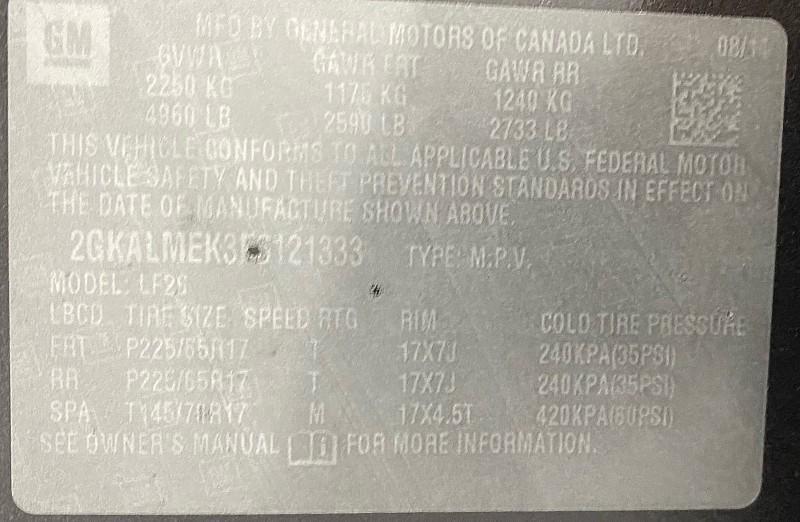 GM
MFD BY GENERAL MOTORS OF CANADA LTD. 08/1
GVWR GAWR FRT GAWR RR
2250 KG 1175 KG 1240 KG
4960 LB 2590 LB 2733 LB
THIS VEHICLE CONFORMS TO ALL APPLICABLE U.S. FEDERAL MOTOR
VEHICLE SAFETY AND THEFT PREVENTION STANDARDS IN EFFECT ON
THE DATE OF MANUFACTURE SHOWN ABOVE.
2GKALMEK3F6121333 TYPE: M.P.V.
MODEL: LF26
LBCD TIRE SIZE SPEED RTG RIM COLD TIRE PRESSURE
FRT P225/65R17 T 17X7J 240KPA(35PSI)
RR P225/65R17 T 17X7J 240KPA(35PSI)
SPA T145/70R17 M 17X4.5T 420KPA(60PSI)
SEE OWNER'S MANUAL FOR MORE INFORMATION.